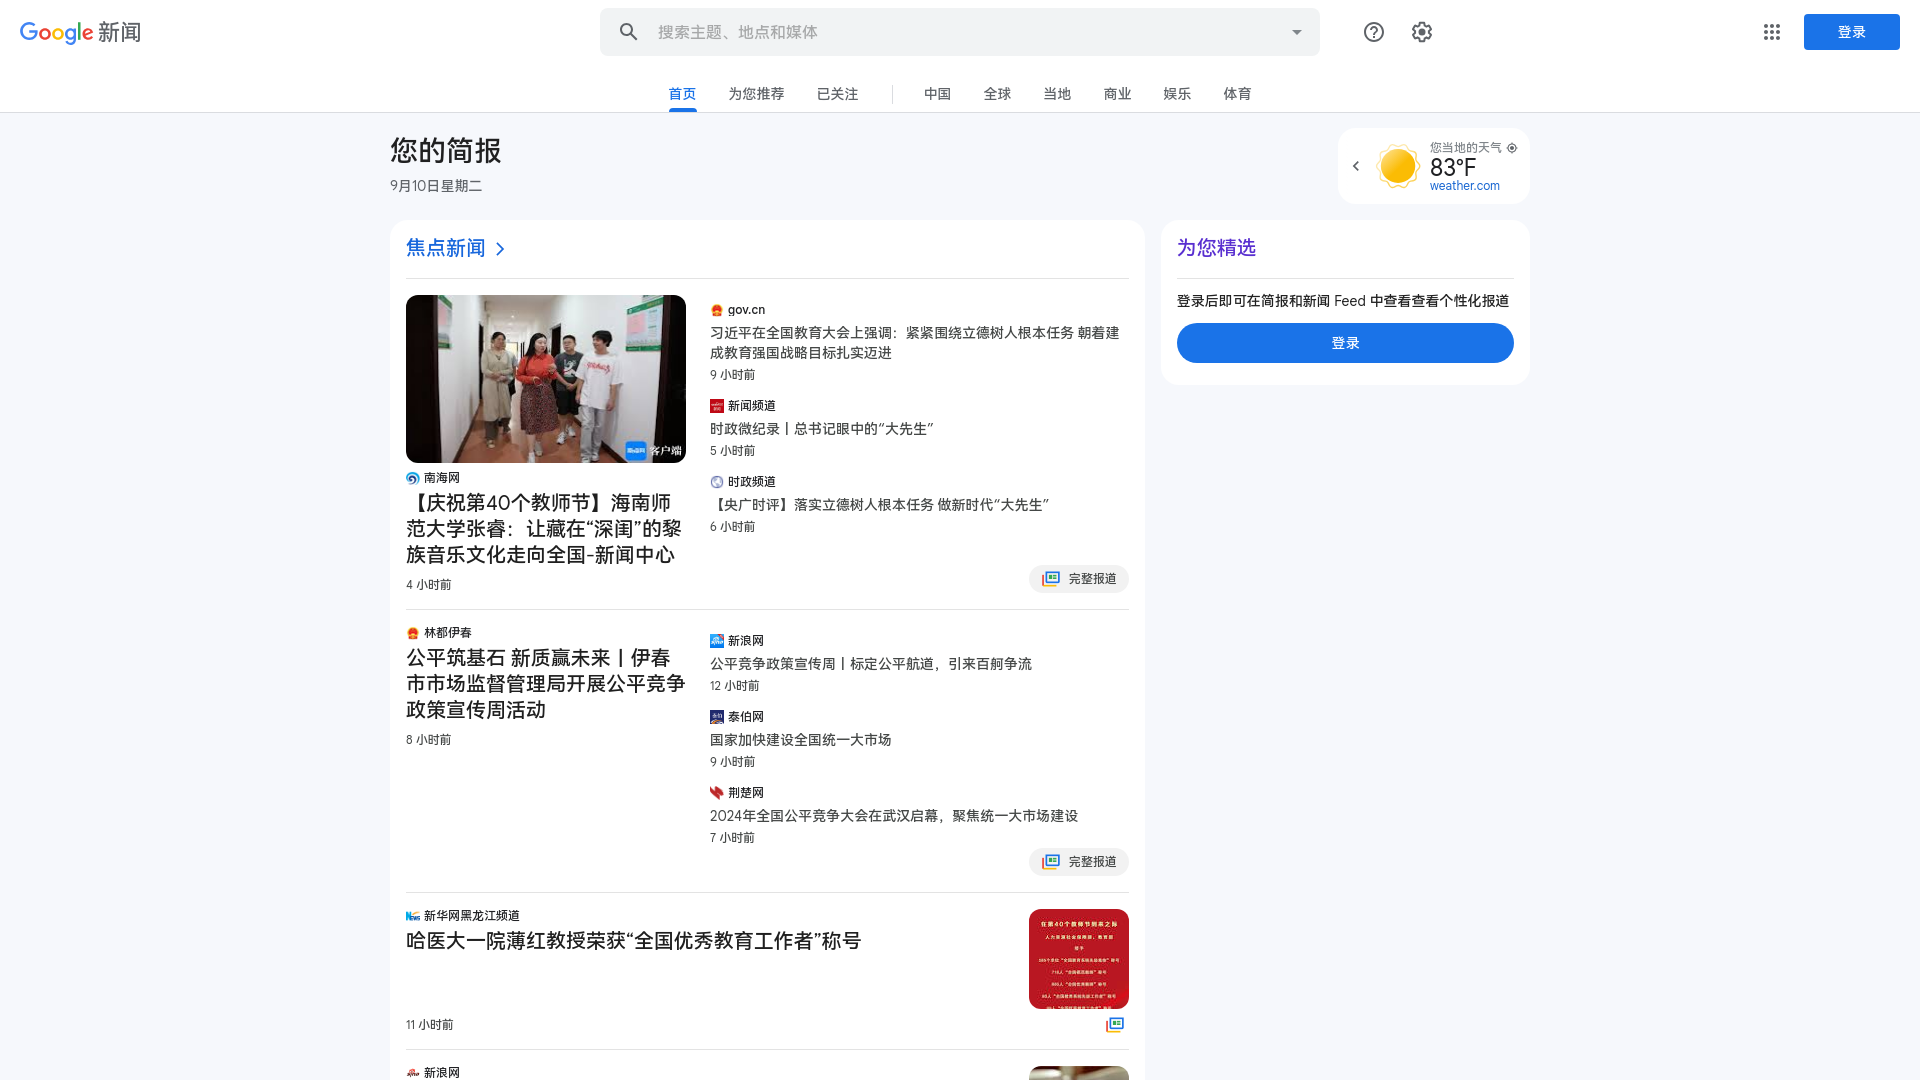 Google 新闻
搜索主题、地点和媒体
登录
首页
为您推荐
已关注
中国
全球
当地
商业
娱乐
体育
您的简报
9月10日星期二
您当地的天气
83°F
weather.com
焦点新闻
客户端
南海网
【庆祝第40个教师节】海南师
范大学张睿：让藏在“深闺”的黎
族音乐文化走向全国-新闻中心
4 小时前
gov.cn
习近平在全国教育大会上强调：紧紧围绕立德树人根本任务 朝着建
成教育强国战略目标扎实迈进
9 小时前
新闻频道
时政微纪录丨总书记眼中的“大先生”
5 小时前
时政频道
【央广时评】落实立德树人根本任务 做新时代“大先生”
6 小时前
完整报道
林都伊春
公平筑基石 新质赢未来丨伊春
市市场监督管理局开展公平竞争
政策宣传周活动
8 小时前
新浪网
公平竞争政策宣传周丨标定公平航道，引来百舸争流
12 小时前
泰伯网
国家加快建设全国统一大市场
9 小时前
荆楚网
2024年全国公平竞争大会在武汉启幕，聚焦统一大市场建设
7 小时前
完整报道
新华网黑龙江频道
哈医大一院薄红教授荣获“全国优秀教育工作者”称号
11 小时前
在第40个教师节到来之际
新浪网
为您精选
登录后即可在简报和新闻 Feed 中查看查看个性化报道
登录